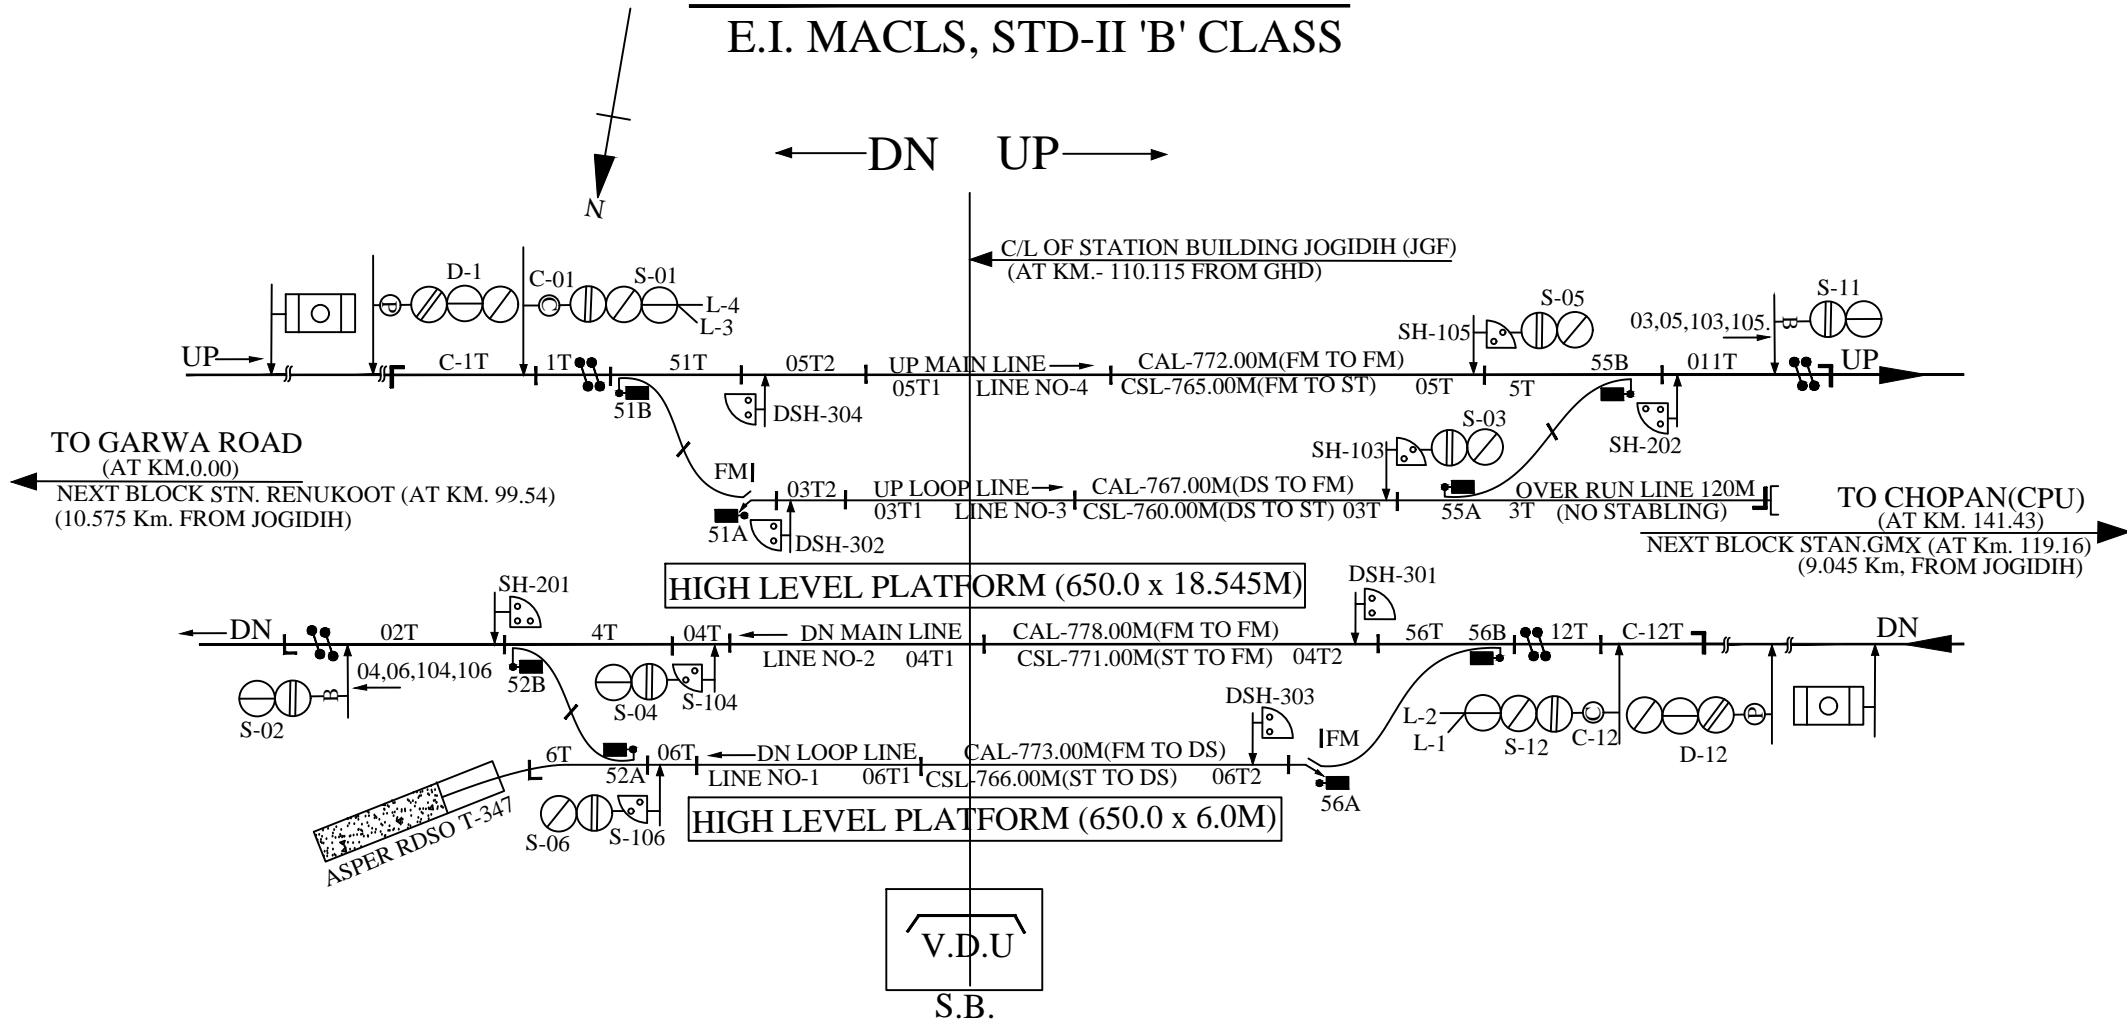 E.I. MACLS, STD-II 'B' CLASS
DN UP
N
C/L OF STATION BUILDING JOGIDIH (JGF)
(AT KM.- 110.115 FROM GHD)
D-1 C-01 S-01
P C
L-4
L-3
S-05
SH-105
03,05,103,105.
S-11
B
UP
C-1T 1T 51T 05T2 UP MAIN LINE CAL-772.00M(FM TO FM) 55B 011T UP
05T1 LINE NO-4 CSL-765.00M(FM TO ST) 05T 5T
51B
DSH-304
S-03
SH-103
SH-202
TO GARWA ROAD
(AT KM.0.00)
NEXT BLOCK STN. RENUKOOT (AT KM. 99.54)
(10.575 Km. FROM JOGIDIH)
FM
03T2 UP LOOP LINE CAL-767.00M(DS TO FM) OVER RUN LINE 120M
03T1 LINE NO-3 CSL-760.00M(DS TO ST) 03T 55A 3T (NO STABLING)
51A
DSH-302
TO CHOPAN(CPU)
(AT KM. 141.43)
NEXT BLOCK STAN.GMX (AT Km. 119.16)
(9.045 Km, FROM JOGIDIH)
HIGH LEVEL PLATFORM (650.0 x 18.545M)
SH-201
DSH-301
DN 02T 4T 04T DN MAIN LINE CAL-778.00M(FM TO FM) 56T 56B 12T C-12T DN
LINE NO-2 04T1 CSL-771.00M(ST TO FM) 04T2
04,06,104,106
B
S-02
52B
S-04
S-104
DSH-303
L-2
L-1
S-12
C
C-12
P
D-12
FM
6T 06T DN LOOP LINE CAL-773.00M(FM TO DS)
52A LINE NO-1 06T1 CSL-766.00M(ST TO DS) 06T2
56A
S-06
S-106
HIGH LEVEL PLATFORM (650.0 x 6.0M)
ASPER RDSO T-347
V.D.U
S.B.